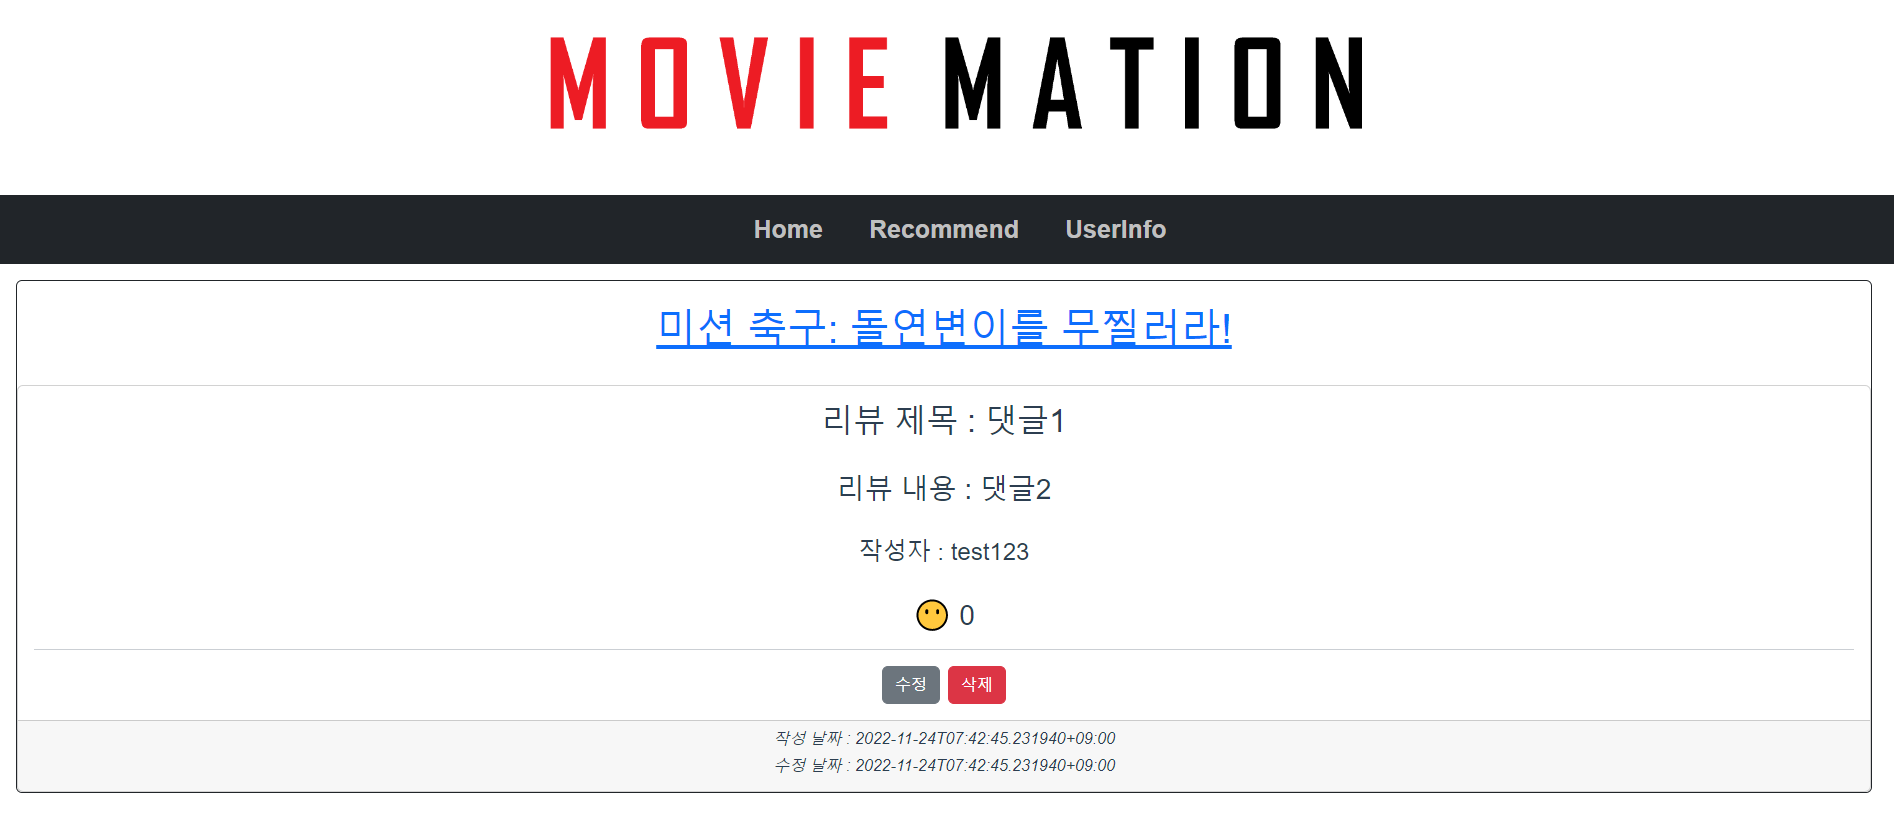 MOVIE MATION
Home Recommend UserInfo
미션 축구: 돌연변이를 무찔러라!
리뷰 제목 : 댓글1
리뷰 내용 : 댓글2
작성자 : test123
0
수정 삭제
작성 날짜 : 2022-11-24T07:42:45.231940+09:00
수정 날짜 : 2022-11-24T07:42:45.231940+09:00